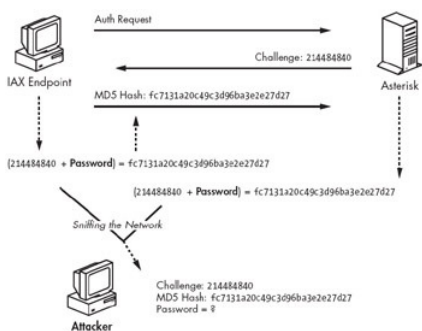 Auth Request
Challenge: 214484840
IAX Endpoint
Asterisk
MD5 Hash: fc7131a20c49c3d96ba3e2e27d27
(214484840 + Password) = fc7131a20c49c3d96ba3e2e27d27
(214484840 + Password) = fc7131a20c49c3d96ba3e2e27d27
Sniffing the Network
Challenge: 214484840
MD5 Hash: fc7131a20c49c3d96ba3e2e27d27
Password = ?
Attacker